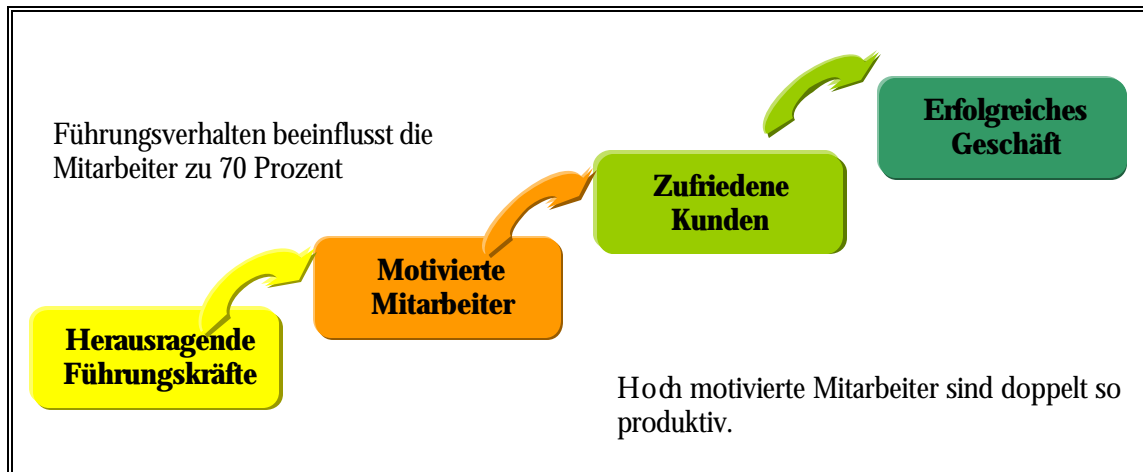 Führungsverhalten beeinflusst die
Mitarbeiter zu 70 Prozent
Herausragende
Führungskräfte
Motivierte
Mitarbeiter
Zufriedene
Kunden
Erfolgreiches
Geschäft
Hoch motivierte Mitarbeiter sind doppelt so
produktiv.